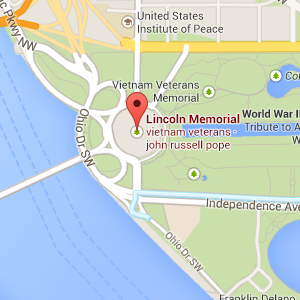 United States
Institute of Peace
Pkwy NW
Vietnam Veterans
Memorial
Co
Lincoln Memorial
vietnam veterans -
john russell pope
World War I
Tribute to A
W
Ohio Dr SW
Independence Ave
Ohio Dr SW
Franklin Delano